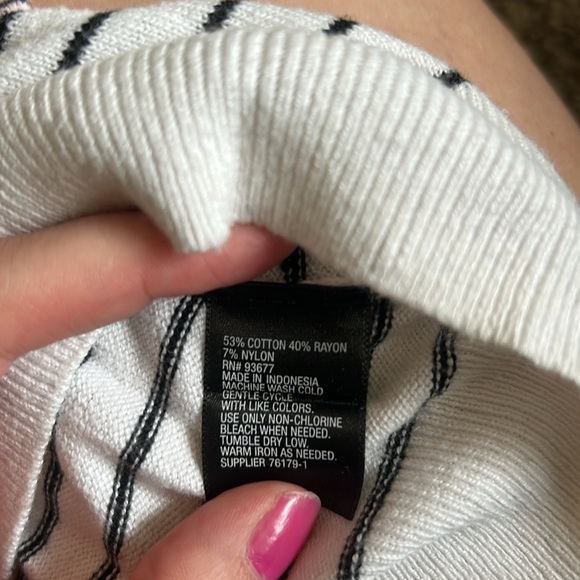 53% COTTON 40% RAYON
7% NYLON
RN# 93677
MADE IN INDONESIA
MACHINE WASH COLD
GENTLE CYCLE
WITH LIKE COLORS.
USE ONLY NON-CHLORINE
BLEACH WHEN NEEDED.
TUMBLE DRY LOW.
WARM IRON AS NEEDED.
SUPPLIER 76179-1